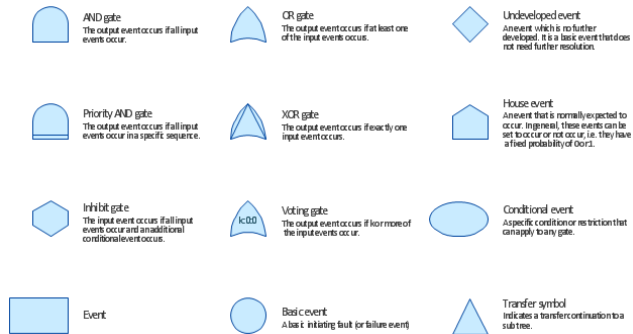 AND gate
The output event occurs if all input
events occur.
OR gate
The output event occurs if at least one
of the input events occurs.
Undeveloped event
An event which is no further
developed. It is a basic event that does
not need further resolution.
Priority AND gate
The output event occurs if all input
events occur in a specific sequence.
XOR gate
The output event occurs if exactly one
input event occurs.
House event
An event that is normally expected to
occur. In general, these events can be
set to occur or not occur, i.e. they have
a fixed probability of 0 or 1.
Inhibit gate
The input event occurs if all input
events occur and an additional
conditional event occurs.
k:0:0
Voting gate
The output event occurs if k or more of
the input events occur.
Conditional event
A specific condition or restriction that
can apply to any gate.
Event
Basic event
A basic initiating fault (or failure event)
Transfer symbol
Indicates a transfer continuation to a
sub tree.